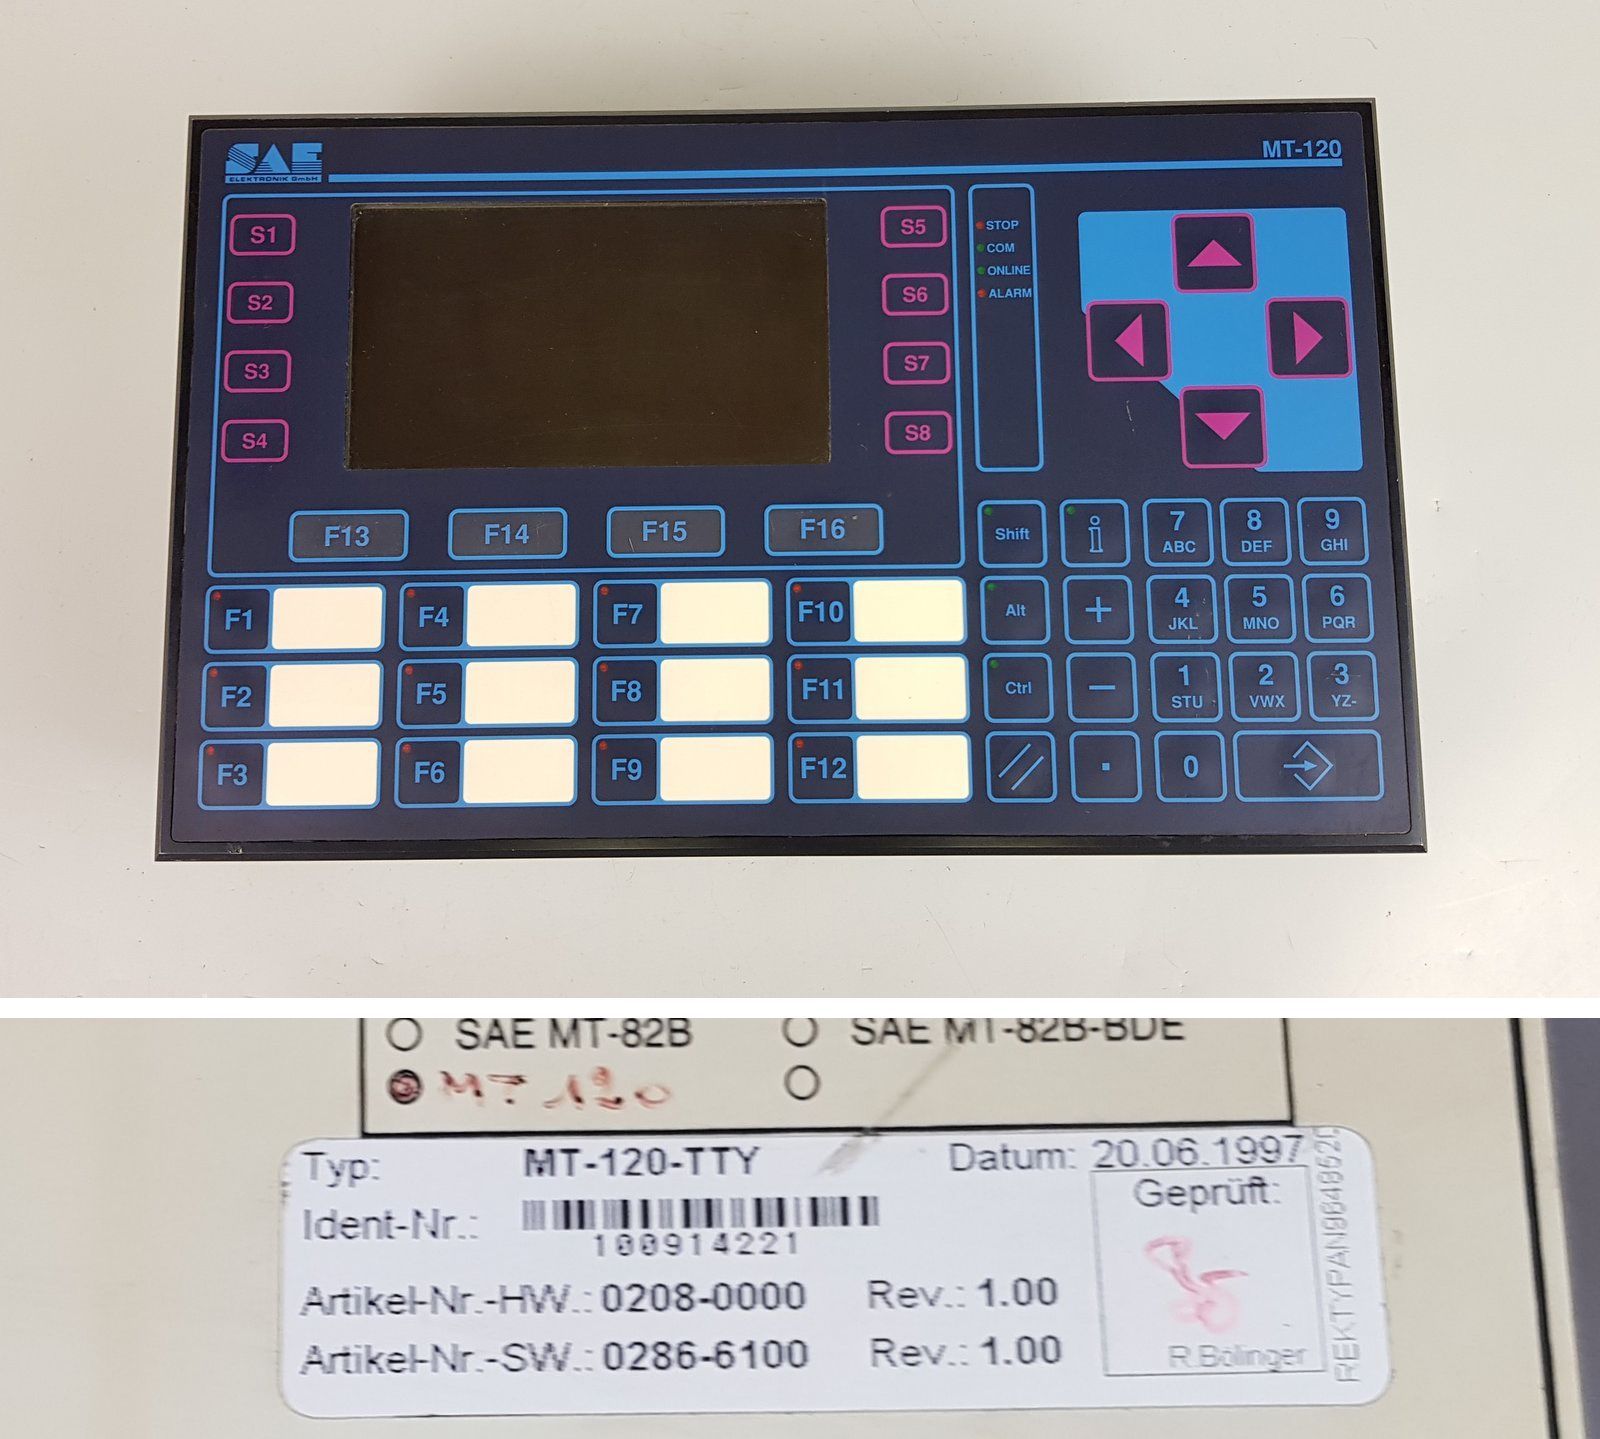 SAE
ELEKTRONIK GmbH
MT-120
S1
S2
S3
S4
S5
S6
S7
S8
STOP
COM
ONLINE
ALARM
F13 F14 F15 F16
Shift i 7 ABC 8 DEF 9 GHI
F1 F4 F7 F10
Alt + 4 JKL 5 MNO 6 PQR
F2 F5 F8 F11
Ctrl − 1 STU 2 VWX 3 YZ-
F3 F6 F9 F12
. 0
SAE MT-82B SAE MT-82B-BDE
MT 120
Typ: MT-120-TTY Datum: 20.06.1997
Geprüft:
Ident-Nr.:
100914221
Artikel-Nr.-HW.: 0208-0000 Rev.: 1.00
Artikel-Nr.-SW.: 0286-6100 Rev.: 1.00
R.Bölinger